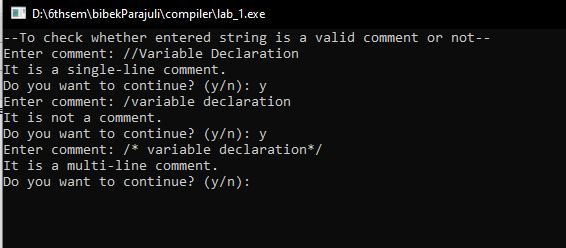 D:\6thsem\bibekParajuli\compiler\lab_1.exe
--To check whether entered string is a valid comment or not--
Enter comment: //Variable Declaration
It is a single-line comment.
Do you want to continue? (y/n): y
Enter comment: /variable declaration
It is not a comment.
Do you want to continue? (y/n): y
Enter comment: /* variable declaration*/
It is a multi-line comment.
Do you want to continue? (y/n):